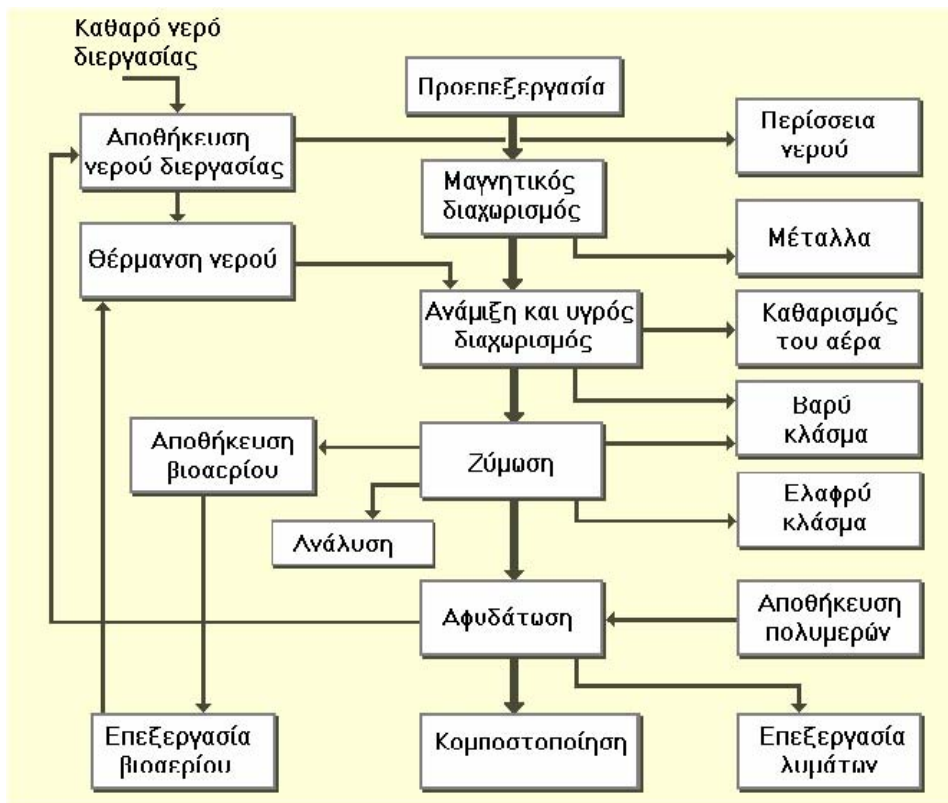 Καθαρό νερό
διεργασίας
Προεπεξεργασία
Αποθήκευση
νερού διεργασίας
Περίσσεια
νερού
Μαγνητικός
διαχωρισμός
Θέρμανση νερού
Μέταλλα
Ανάμιξη και υγρός
διαχωρισμός
Καθαρισμός
του αέρα
Βαρύ
κλάσμα
Αποθήκευση
βιοαερίου
Ζύμωση
Ελαφρύ
κλάσμα
Ανάλυση
Αφυδάτωση
Αποθήκευση
πολυμερών
Επεξεργασία
βιοαερίου
Κομποστοποίηση
Επεξεργασία
λυμάτων